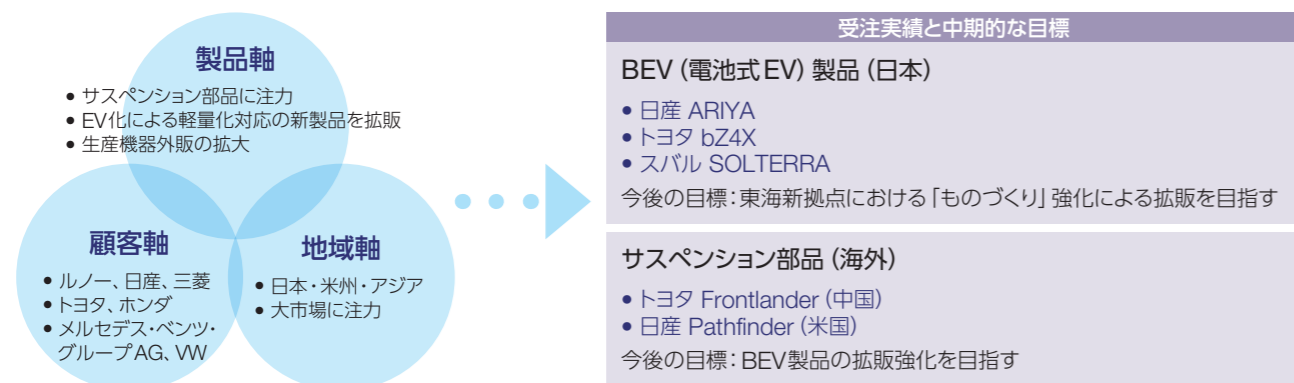 製品軸
• サスペンション部品に注力
• EV化による軽量化対応の新製品を拡販
• 生産機器外販の拡大
顧客軸
• ルノー、日産、三菱
• トヨタ、ホンダ
• メルセデス・ベンツ・
グループAG、VW
地域軸
• 日本・米州・アジア
• 大市場に注力
受注実績と中期的な目標
BEV（電池式EV）製品（日本）
• 日産 ARIYA
• トヨタ bZ4X
• スバル SOLTERRA
今後の目標：東海新拠点における「ものづくり」強化による拡販を目指す
サスペンション部品（海外）
• トヨタ Frontlander（中国）
• 日産 Pathfinder（米国）
今後の目標：BEV製品の拡販強化を目指す